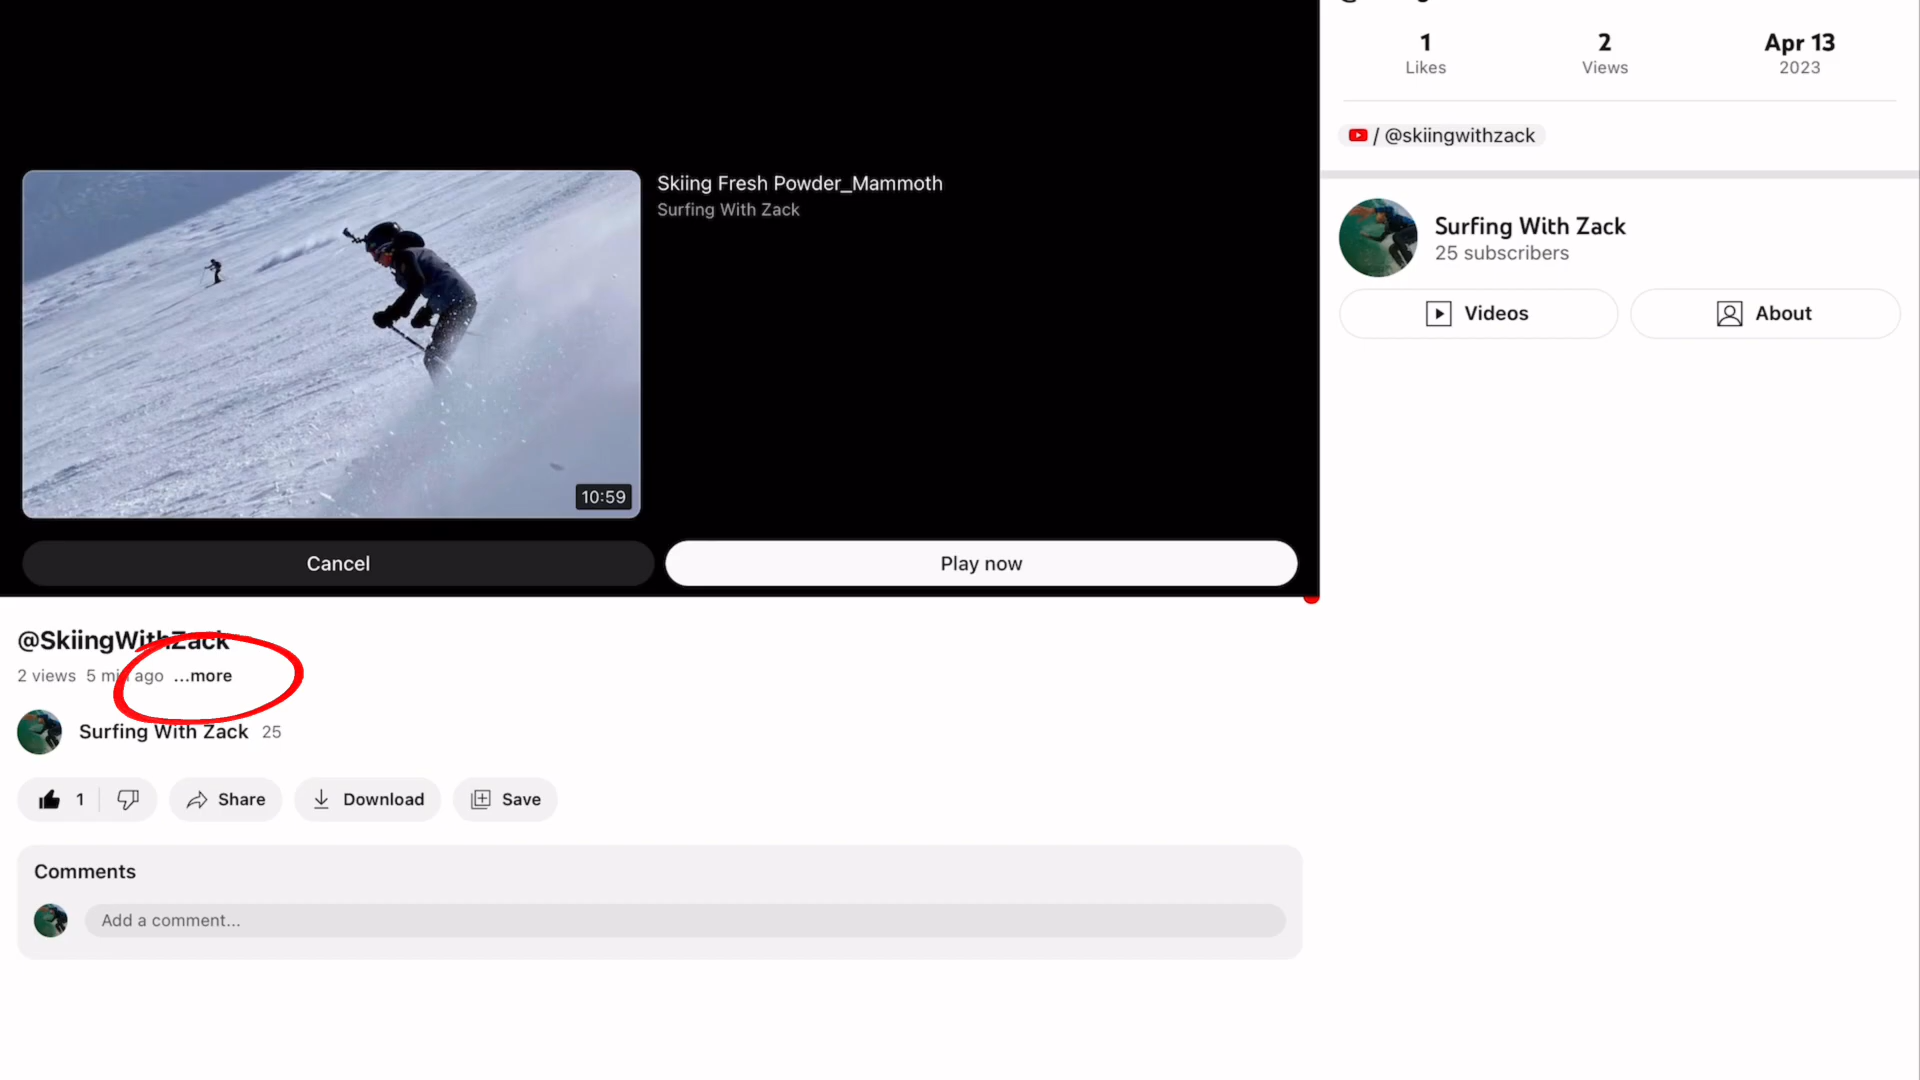 Skiing Fresh Powder_Mammoth
Surfing With Zack
10:59
Cancel
Play now
@SkiingWithZack
2 views 5 min ago ...more
Surfing With Zack 25
1
Share
Download
Save
Comments
Add a comment...
1
Likes
2
Views
Apr 13
2023
/ @skiingwithzack
Surfing With Zack
25 subscribers
Videos
About